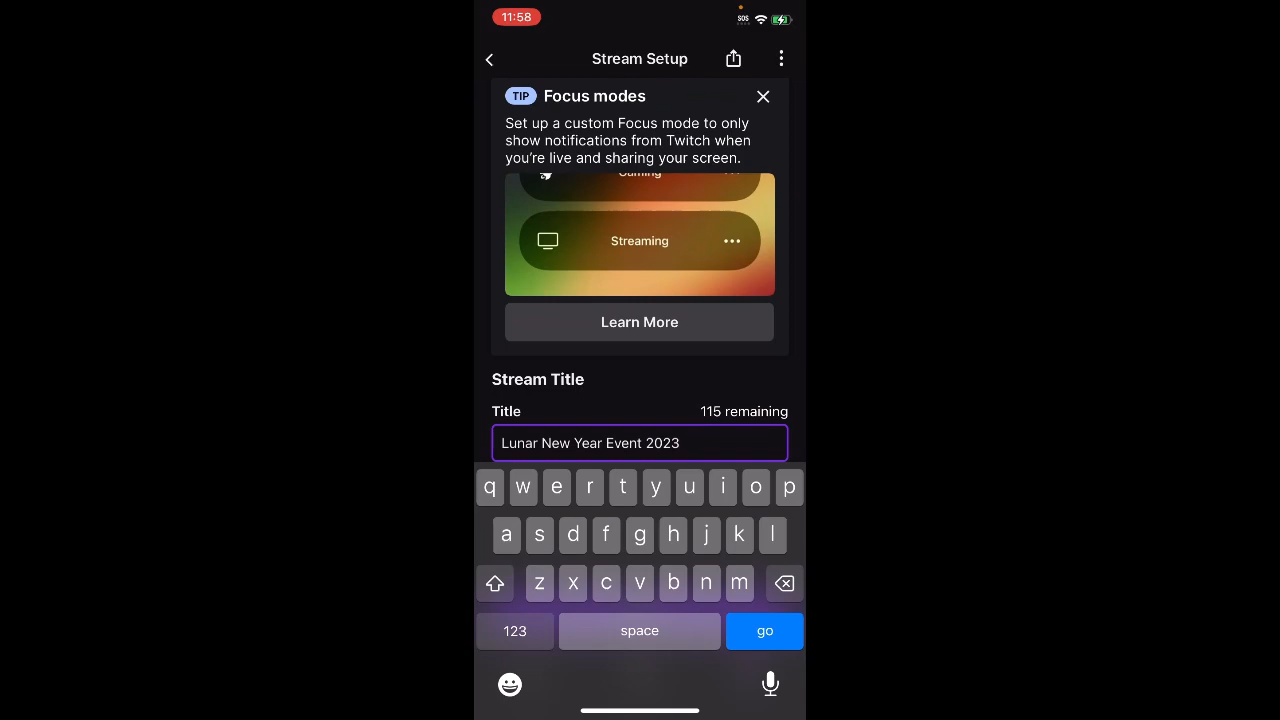 11:58
SOS
Stream Setup
TIP Focus modes
Set up a custom Focus mode to only
show notifications from Twitch when
you're live and sharing your screen.
Gaming
Streaming
Learn More
Stream Title
Title 115 remaining
Lunar New Year Event 2023
q w e r t y u i o p
a s d f g h j k l
z x c v b n m
123 space go